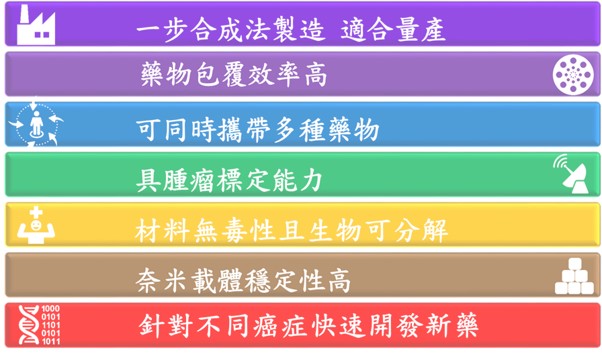 一步合成法製造 適合量產
藥物包覆效率高
可同時攜帶多種藥物
具腫瘤標定能力
材料無毒性且生物可分解
奈米載體穩定性高
針對不同癌症快速開發新藥
1000
0101
1101
0101
1011